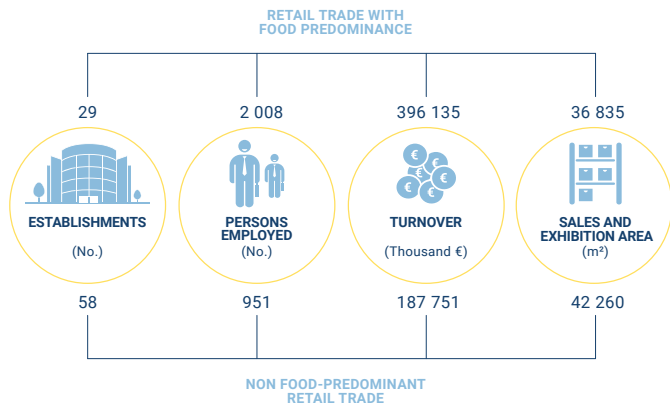 RETAIL TRADE WITH
FOOD PREDOMINANCE
29
2 008
396 135
36 835
€
€
€
€
€
€
ESTABLISHMENTS
(No.)
PERSONS
EMPLOYED
(No.)
TURNOVER
(Thousand €)
SALES AND
EXHIBITION AREA
(m²)
58
951
187 751
42 260
NON FOOD-PREDOMINANT
RETAIL TRADE